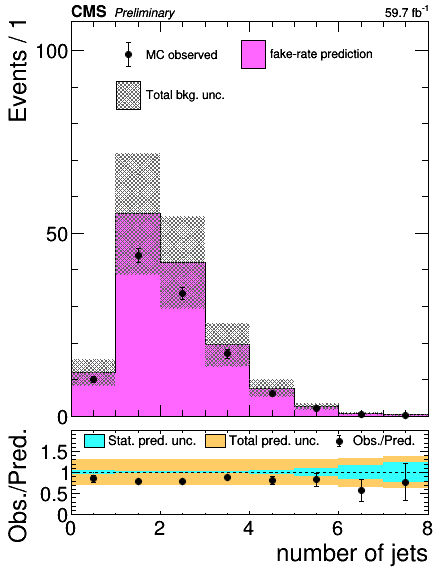 CMS Preliminary 59.7 fb⁻¹
Events / 1
100
50
0
MC observed
fake-rate prediction
Total bkg. unc.
Obs./Pred.
1.5
1
0.5
0
Stat. pred. unc.
Total pred. unc.
Obs./Pred.
0 2 4 6 8
number of jets